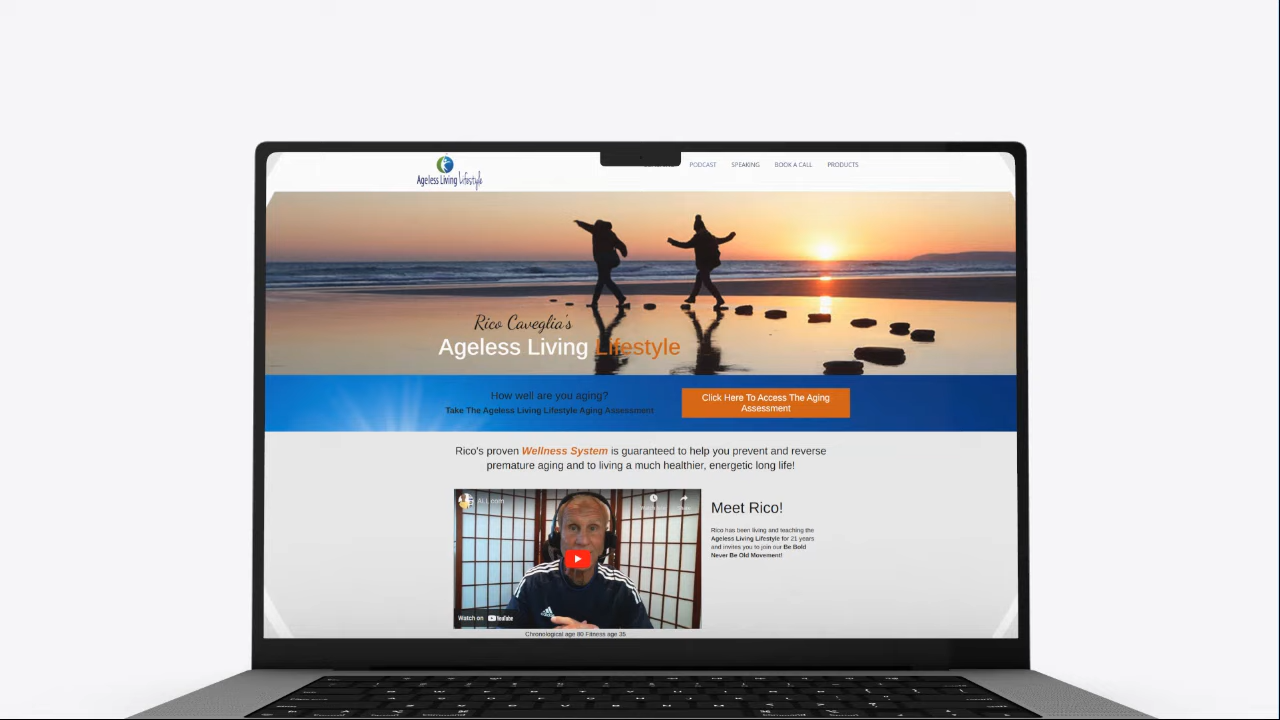 Ageless Living Lifestyle
PODCAST SPEAKING BOOK A CALL PRODUCTS
Rico Caveglia's
Ageless Living Lifestyle
How well are you aging?
Take The Ageless Living Lifestyle Aging Assessment
Click Here To Access The Aging
Assessment
Rico's proven Wellness System is guaranteed to help you prevent and reverse
premature aging and to living a much healthier, energetic long life!
ALL.com
Meet Rico!
Rico has been living and teaching the
Ageless Living Lifestyle for 21 years
and invites you to join our Be Bold
Never Be Old Movement!
adidas
Watch on YouTube
Chronological age 80 Fitness age 35